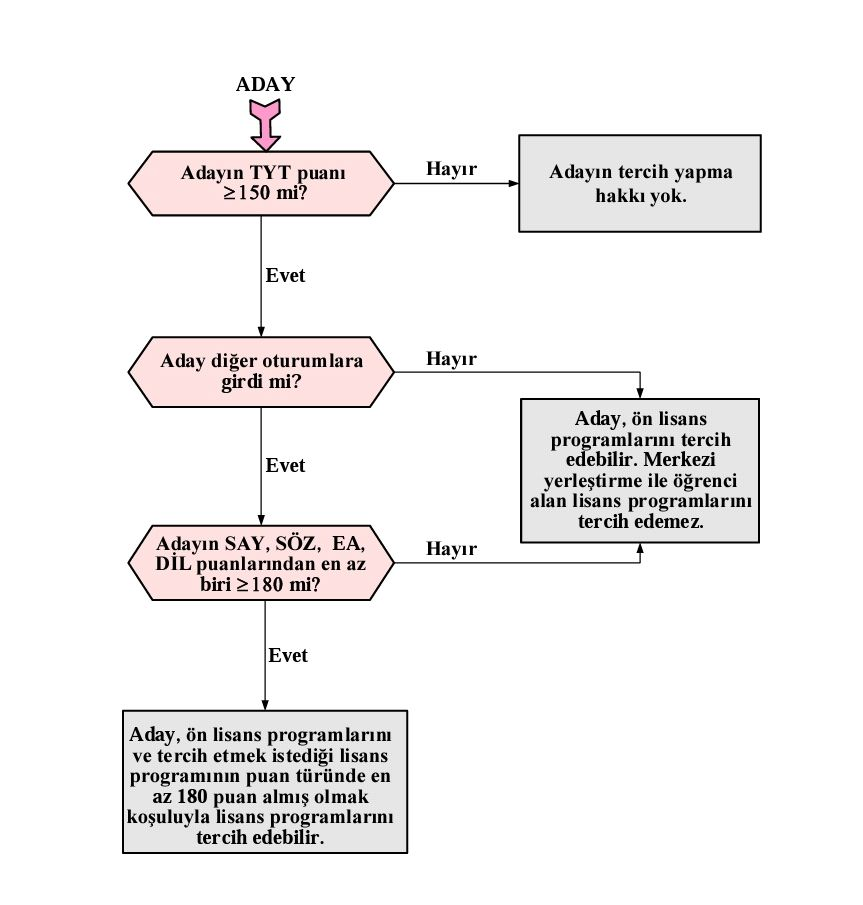 ADAY
Adayın TYT puanı
≥150 mi?
Hayır
Adayın tercih yapma
hakkı yok.
Evet
Aday diğer oturumlara
girdi mi?
Hayır
Aday, ön lisans
programlarını tercih
edebilir. Merkezi
yerleştirme ile öğrenci
alan lisans programlarını
tercih edemez.
Evet
Adayın SAY, SÖZ, EA,
DİL puanlarından en az
biri ≥180 mi?
Hayır
Evet
Aday, ön lisans programlarını
ve tercih etmek istediği lisans
programının puan türünde en
az 180 puan almış olmak
koşuluyla lisans programlarını
tercih edebilir.